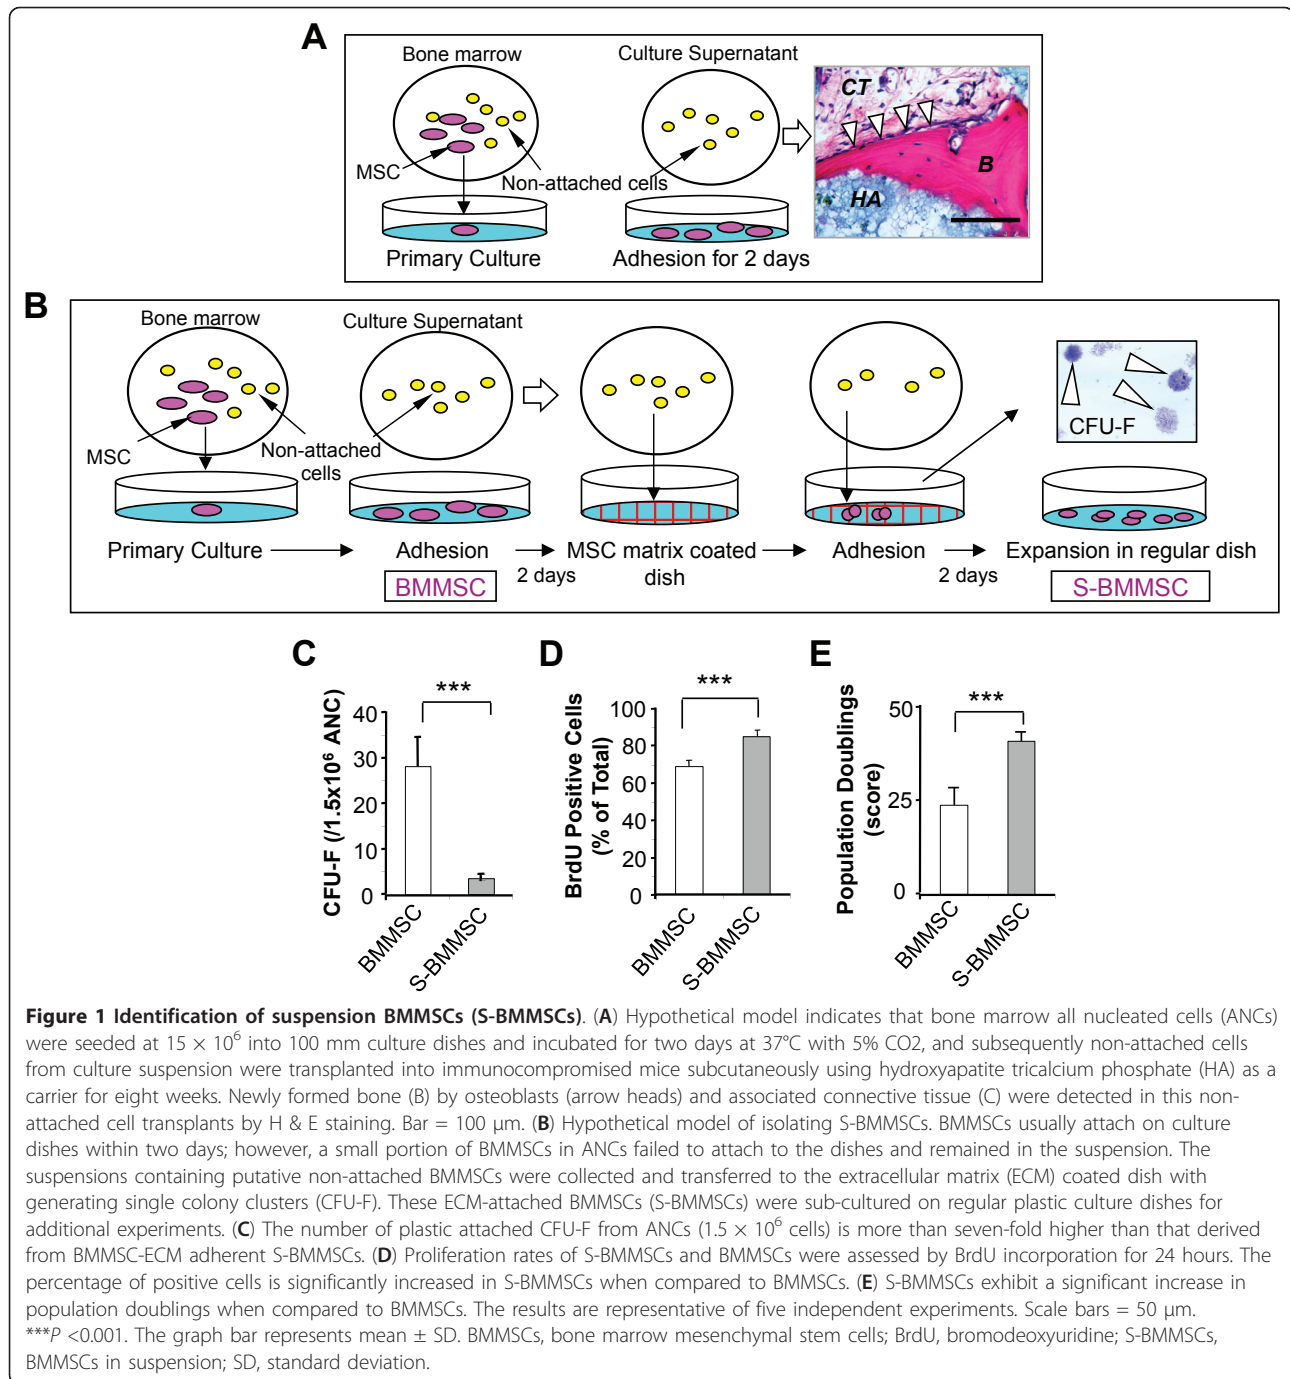 A
Bone marrow
Culture Supernatant
CT
B
HA
MSC
Non-attached cells
Primary Culture
Adhesion for 2 days
B
Bone marrow
Culture Supernatant
CFU-F
MSC
Non-attached
cells
Primary Culture
Adhesion
2 days
MSC matrix coated
dish
Adhesion
2 days
Expansion in regular dish
BMMSC
S-BMMSC
C
CFU-F (/1.5x10⁶ ANC)
40
30
20
10
0
***
BMMSC
S-BMMSC
D
BrdU Positive Cells
(% of Total)
100
80
60
40
20
0
***
BMMSC
S-BMMSC
E
Population Doublings
(score)
50
25
0
***
BMMSC
S-BMMSC
Figure 1 Identification of suspension BMMSCs (S-BMMSCs). (A) Hypothetical model indicates that bone marrow all nucleated cells (ANCs)
were seeded at 15 × 10⁶ into 100 mm culture dishes and incubated for two days at 37°C with 5% CO2, and subsequently non-attached cells
from culture suspension were transplanted into immunocompromised mice subcutaneously using hydroxyapatite tricalcium phosphate (HA) as a
carrier for eight weeks. Newly formed bone (B) by osteoblasts (arrow heads) and associated connective tissue (C) were detected in this non-
attached cell transplants by H & E staining. Bar = 100 μm. (B) Hypothetical model of isolating S-BMMSCs. BMMSCs usually attach on culture
dishes within two days; however, a small portion of BMMSCs in ANCs failed to attach to the dishes and remained in the suspension. The
suspensions containing putative non-attached BMMSCs were collected and transferred to the extracellular matrix (ECM) coated dish with
generating single colony clusters (CFU-F). These ECM-attached BMMSCs (S-BMMSCs) were sub-cultured on regular plastic culture dishes for
additional experiments. (C) The number of plastic attached CFU-F from ANCs (1.5 × 10⁶ cells) is more than seven-fold higher than that derived
from BMMSC-ECM adherent S-BMMSCs. (D) Proliferation rates of S-BMMSCs and BMMSCs were assessed by BrdU incorporation for 24 hours. The
percentage of positive cells is significantly increased in S-BMMSCs when compared to BMMSCs. (E) S-BMMSCs exhibit a significant increase in
population doublings when compared to BMMSCs. The results are representative of five independent experiments. Scale bars = 50 μm.
***P <0.001. The graph bar represents mean ± SD. BMMSCs, bone marrow mesenchymal stem cells; BrdU, bromodeoxyuridine; S-BMMSCs,
BMMSCs in suspension; SD, standard deviation.